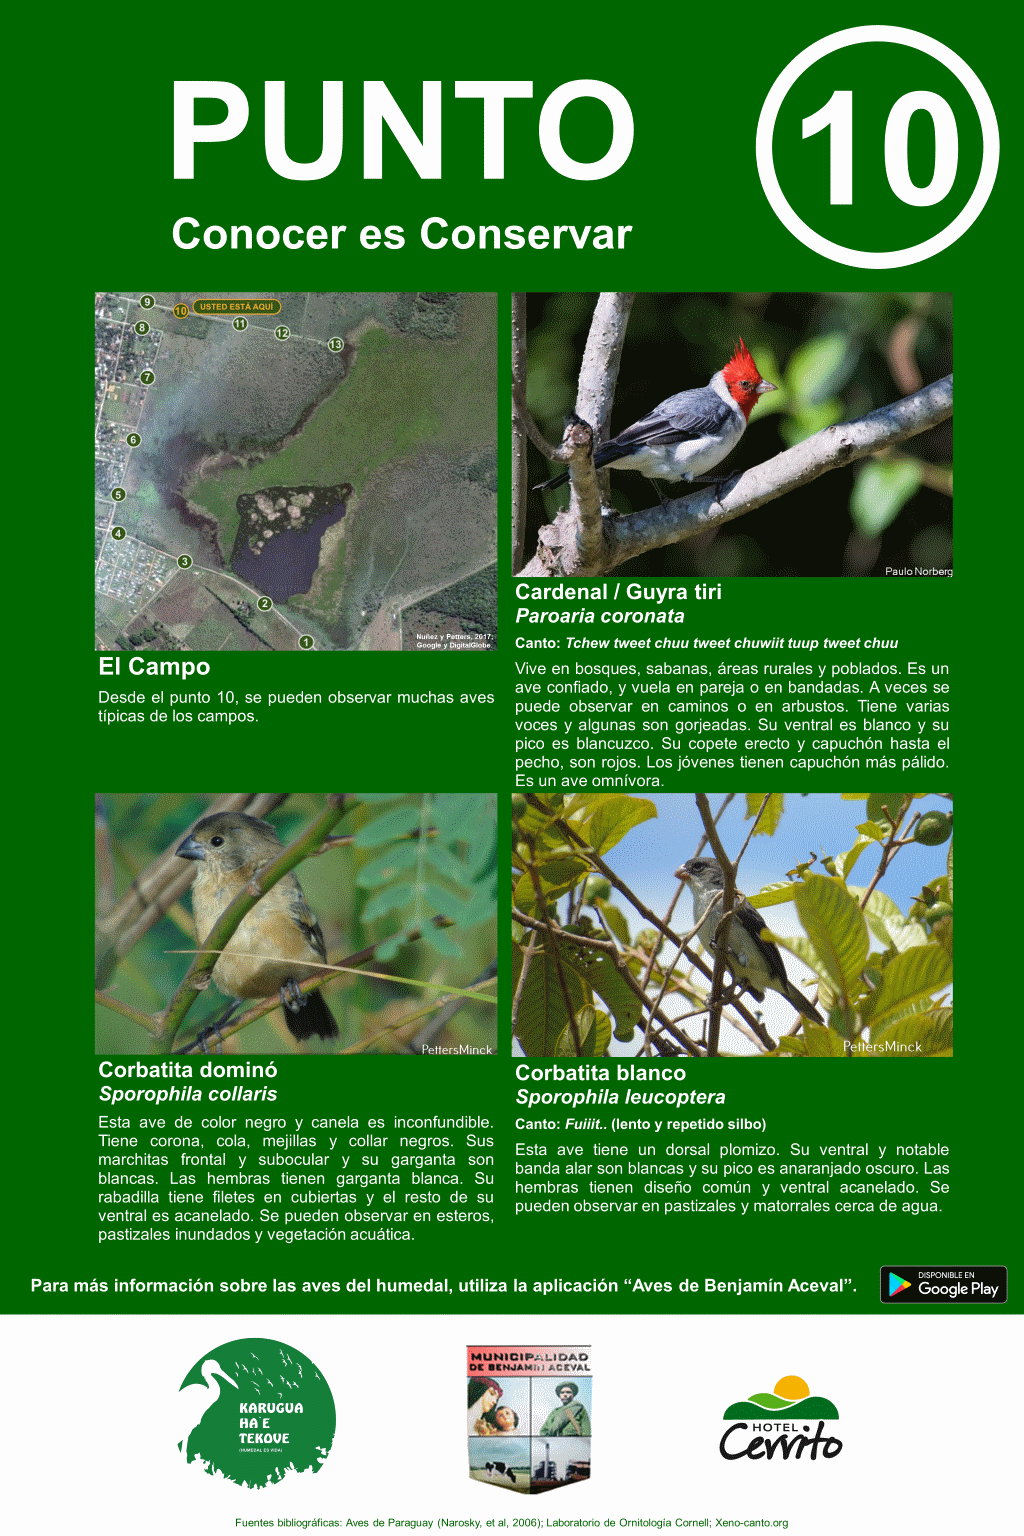 PUNTO
10
Conocer es Conservar
9
10
USTED ESTÁ AQUÍ
8
11
12
13
7
6
5
4
3
2
1
Nuñez y Petters, 2017;
Google y DigitalGlobe.
Paulo Norberg
El Campo
Desde el punto 10, se pueden observar muchas aves
típicas de los campos.
Cardenal / Guyra tiri
Paroaria coronata
Canto: Tchew tweet chuu tweet chuwiit tuup tweet chuu
Vive en bosques, sabanas, áreas rurales y poblados. Es un
ave confiado, y vuela en pareja o en bandadas. A veces se
puede observar en caminos o en arbustos. Tiene varias
voces y algunas son gorjeadas. Su ventral es blanco y su
pico es blancuzco. Su copete erecto y capuchón hasta el
pecho, son rojos. Los jóvenes tienen capuchón más pálido.
Es un ave omnívora.
PettersMinck
Corbatita dominó
Sporophila collaris
Esta ave de color negro y canela es inconfundible.
Tiene corona, cola, mejillas y collar negros. Sus
marchitas frontal y subocular y su garganta son
blancas. Las hembras tienen garganta blanca. Su
rabadilla tiene filetes en cubiertas y el resto de su
ventral es acanelado. Se pueden observar en esteros,
pastizales inundados y vegetación acuática.
PettersMinck
Corbatita blanco
Sporophila leucoptera
Canto: Fuiiit.. (lento y repetido silbo)
Esta ave tiene un dorsal plomizo. Su ventral y notable
banda alar son blancas y su pico es anaranjado oscuro. Las
hembras tienen diseño común y ventral acanelado. Se
pueden observar en pastizales y matorrales cerca de agua.
Para más información sobre las aves del humedal, utiliza la aplicación “Aves de Benjamín Aceval”.
DISPONIBLE EN
Google Play
KARUGUA
HA'E
TEKOVE
(HUMEDAL ES VIDA)
MUNICIPALIDAD
DE BENJAMIN ACEVAL
HOTEL
Cerrito
Fuentes bibliográficas: Aves de Paraguay (Narosky, et al, 2006); Laboratorio de Ornitología Cornell; Xeno-canto.org